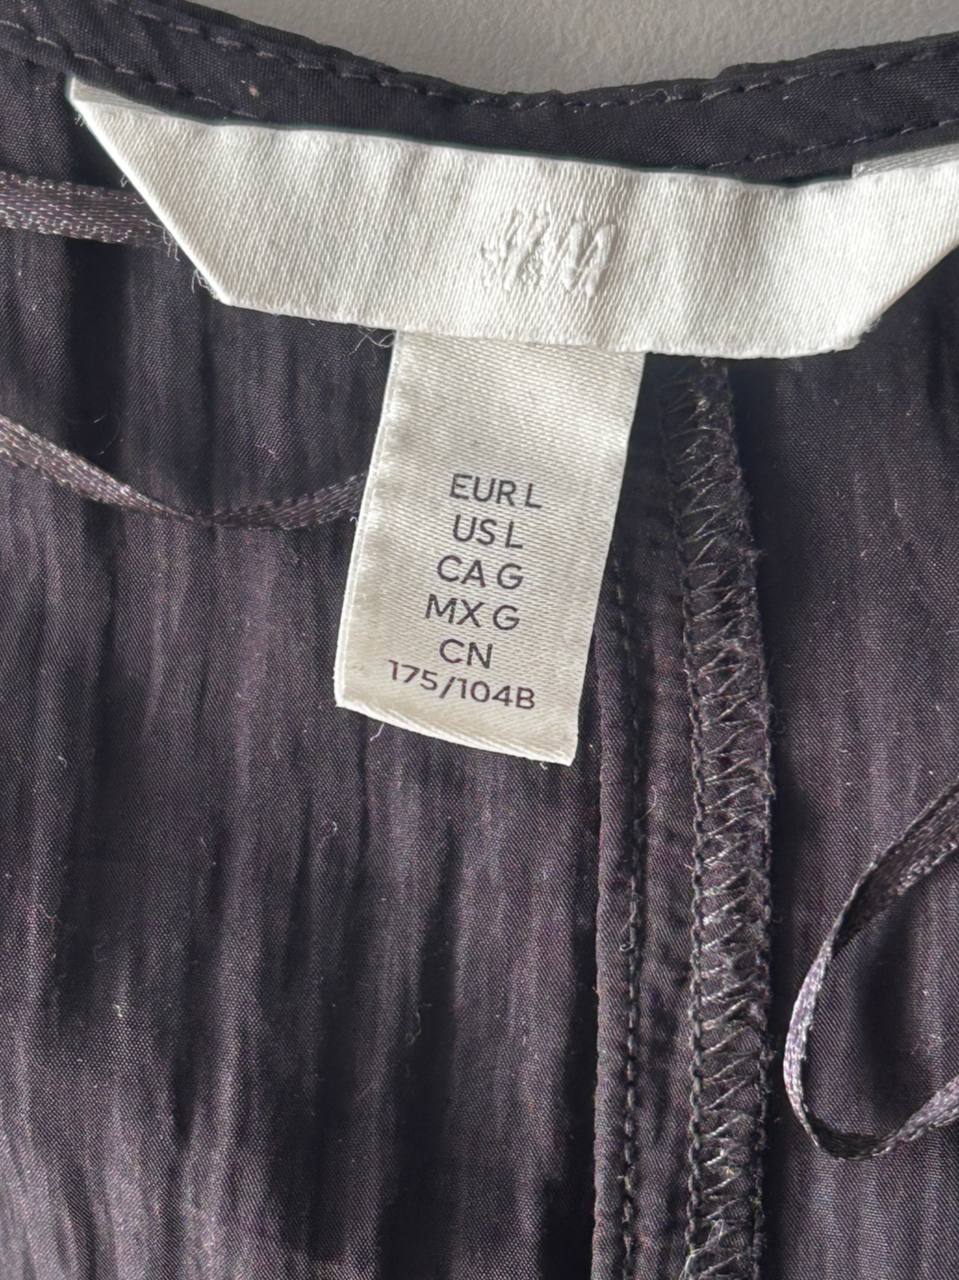 H&M
EUR L
US L
CA G
MX G
CN
175/104B